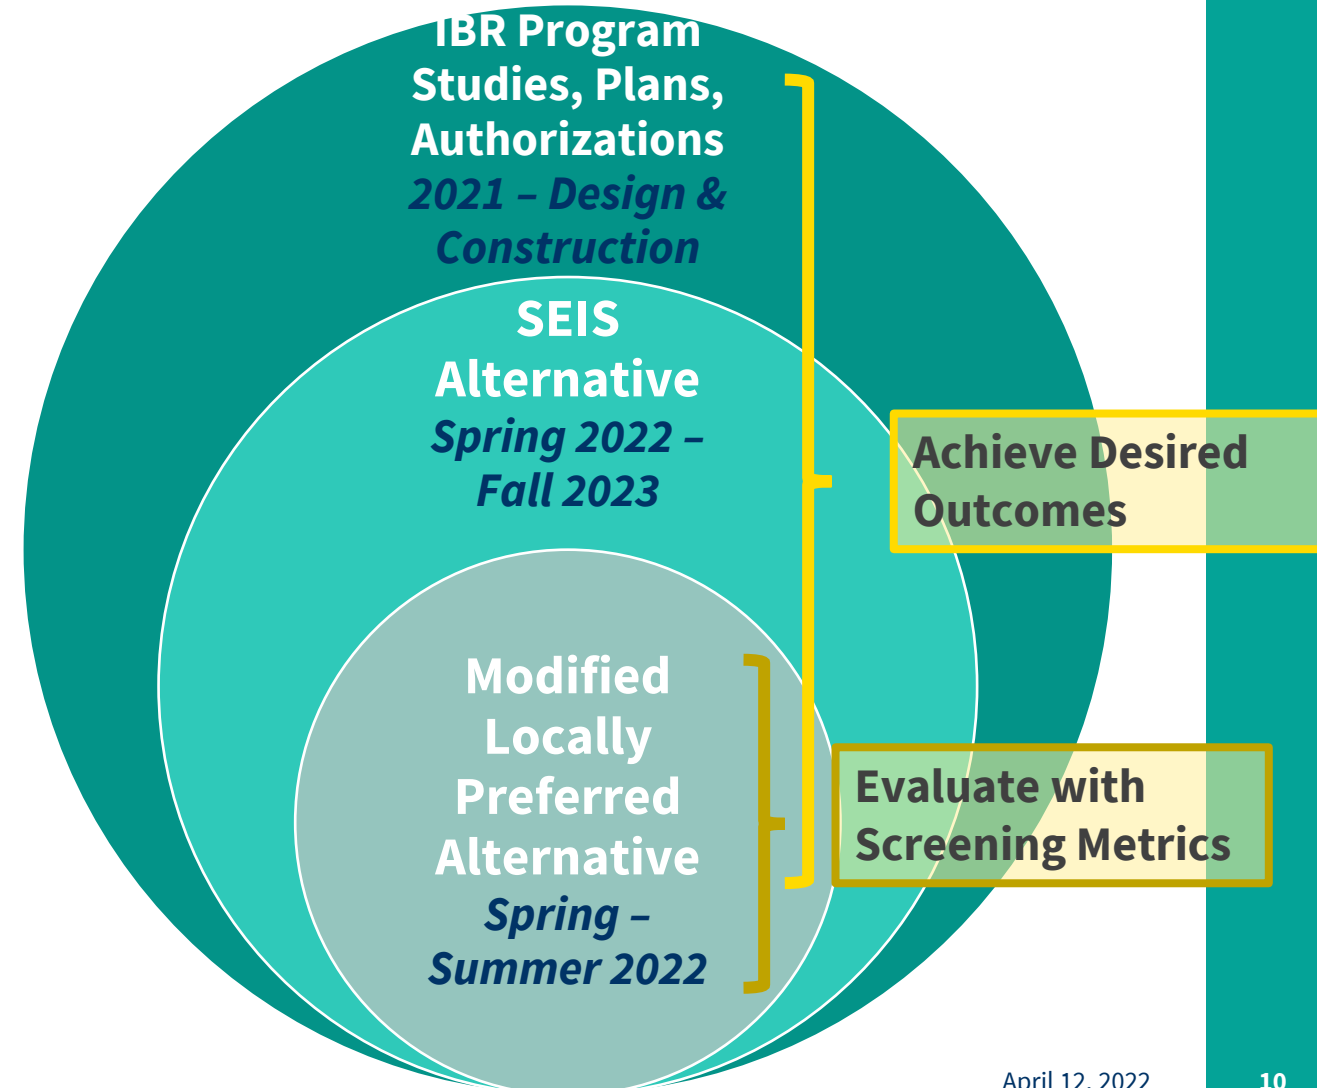 IBR Program
Studies, Plans,
Authorizations
2021 – Design &
Construction
SEIS
Alternative
Spring 2022 –
Fall 2023
Modified
Locally
Preferred
Alternative
Spring –
Summer 2022
Achieve Desired
Outcomes
Evaluate with
Screening Metrics
April 12, 2022
10